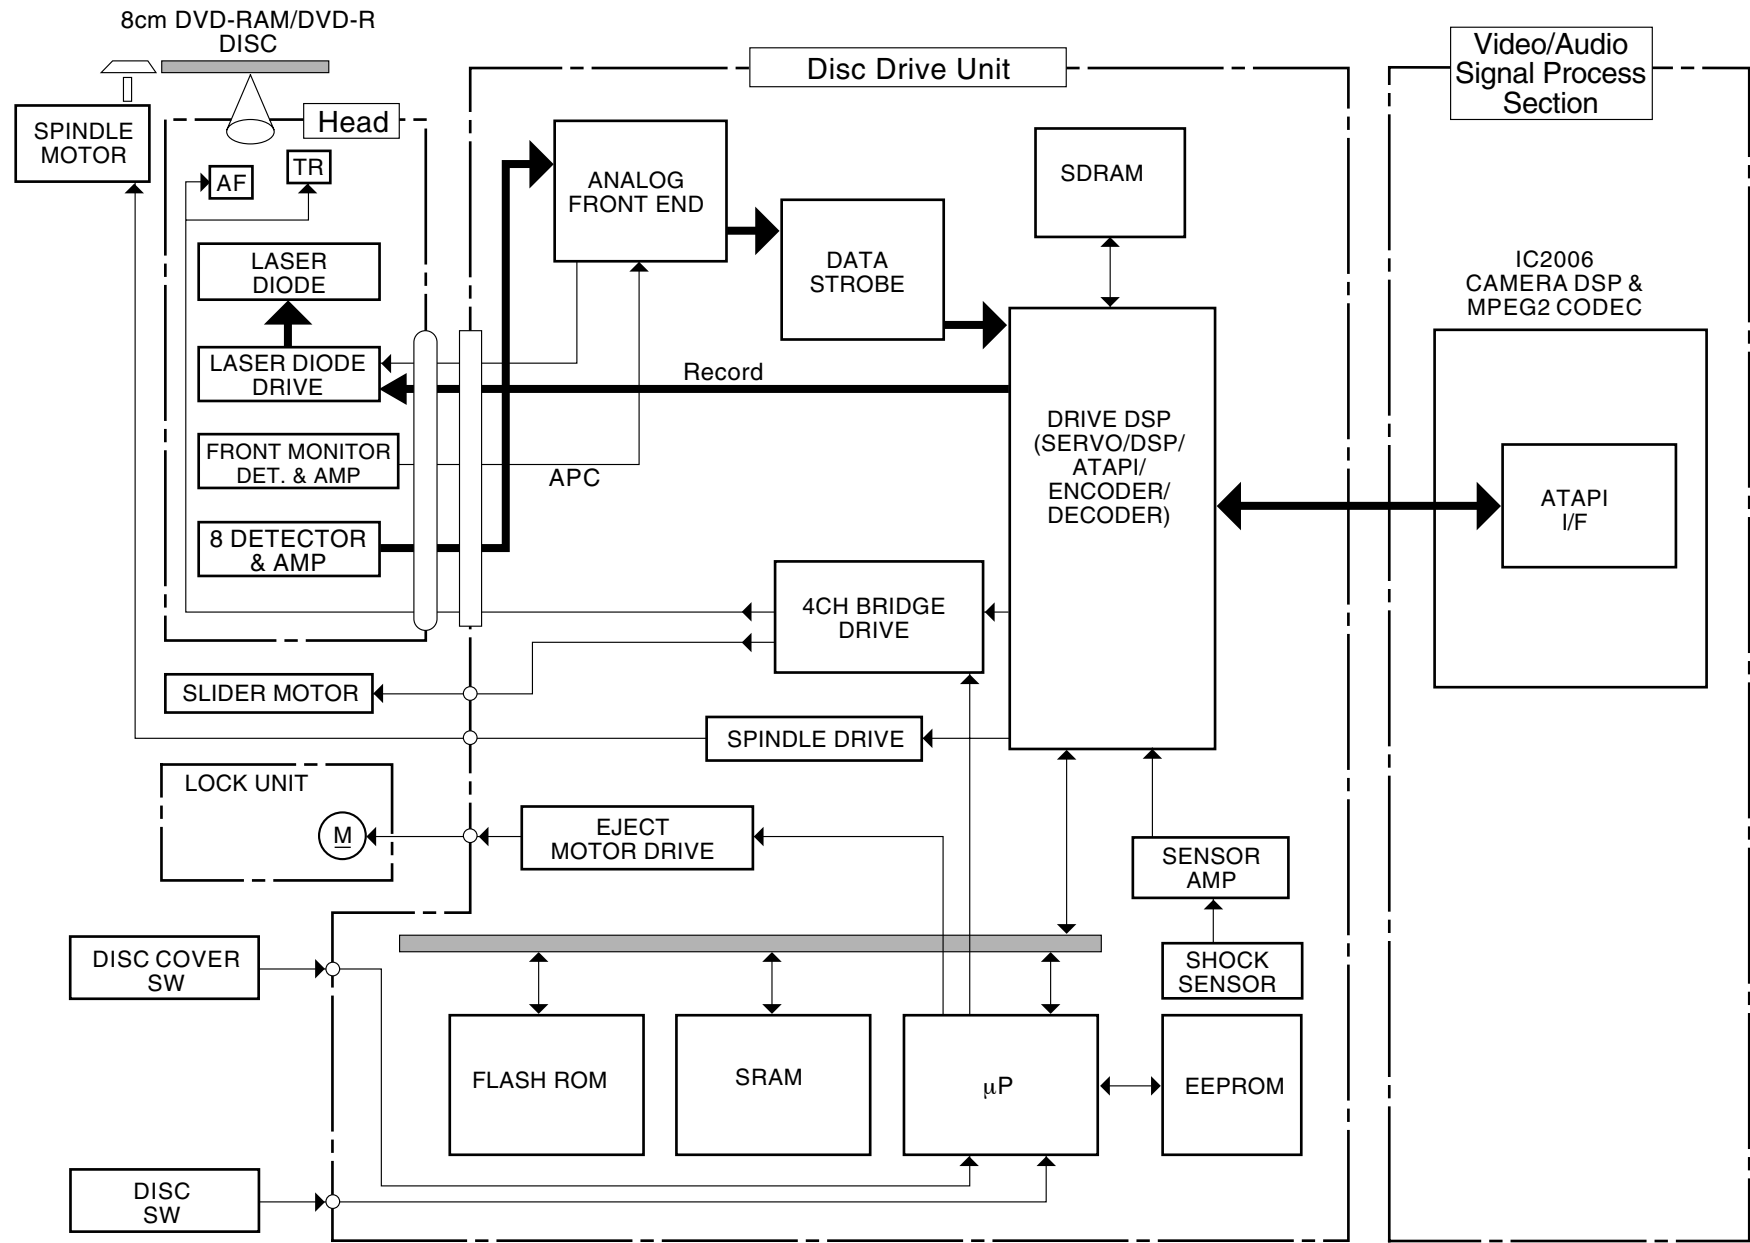 8cm DVD-RAM/DVD-R
DISC
Disc Drive Unit
Video/Audio
Signal Process
Section
SPINDLE
MOTOR
Head
AF
TR
ANALOG
FRONT END
SDRAM
LASER
DIODE
DATA
STROBE
IC2006
CAMERA DSP &
MPEG2 CODEC
LASER DIODE
DRIVE
Record
FRONT MONITOR
DET. & AMP
APC
DRIVE DSP
(SERVO/DSP/
ATAPI/
ENCODER/
DECODER)
ATAPI
I/F
8 DETECTOR
& AMP
4CH BRIDGE
DRIVE
SLIDER MOTOR
SPINDLE DRIVE
LOCK UNIT
M
EJECT
MOTOR DRIVE
SENSOR
AMP
DISC COVER
SW
SHOCK
SENSOR
FLASH ROM
SRAM
μP
EEPROM
DISC
SW